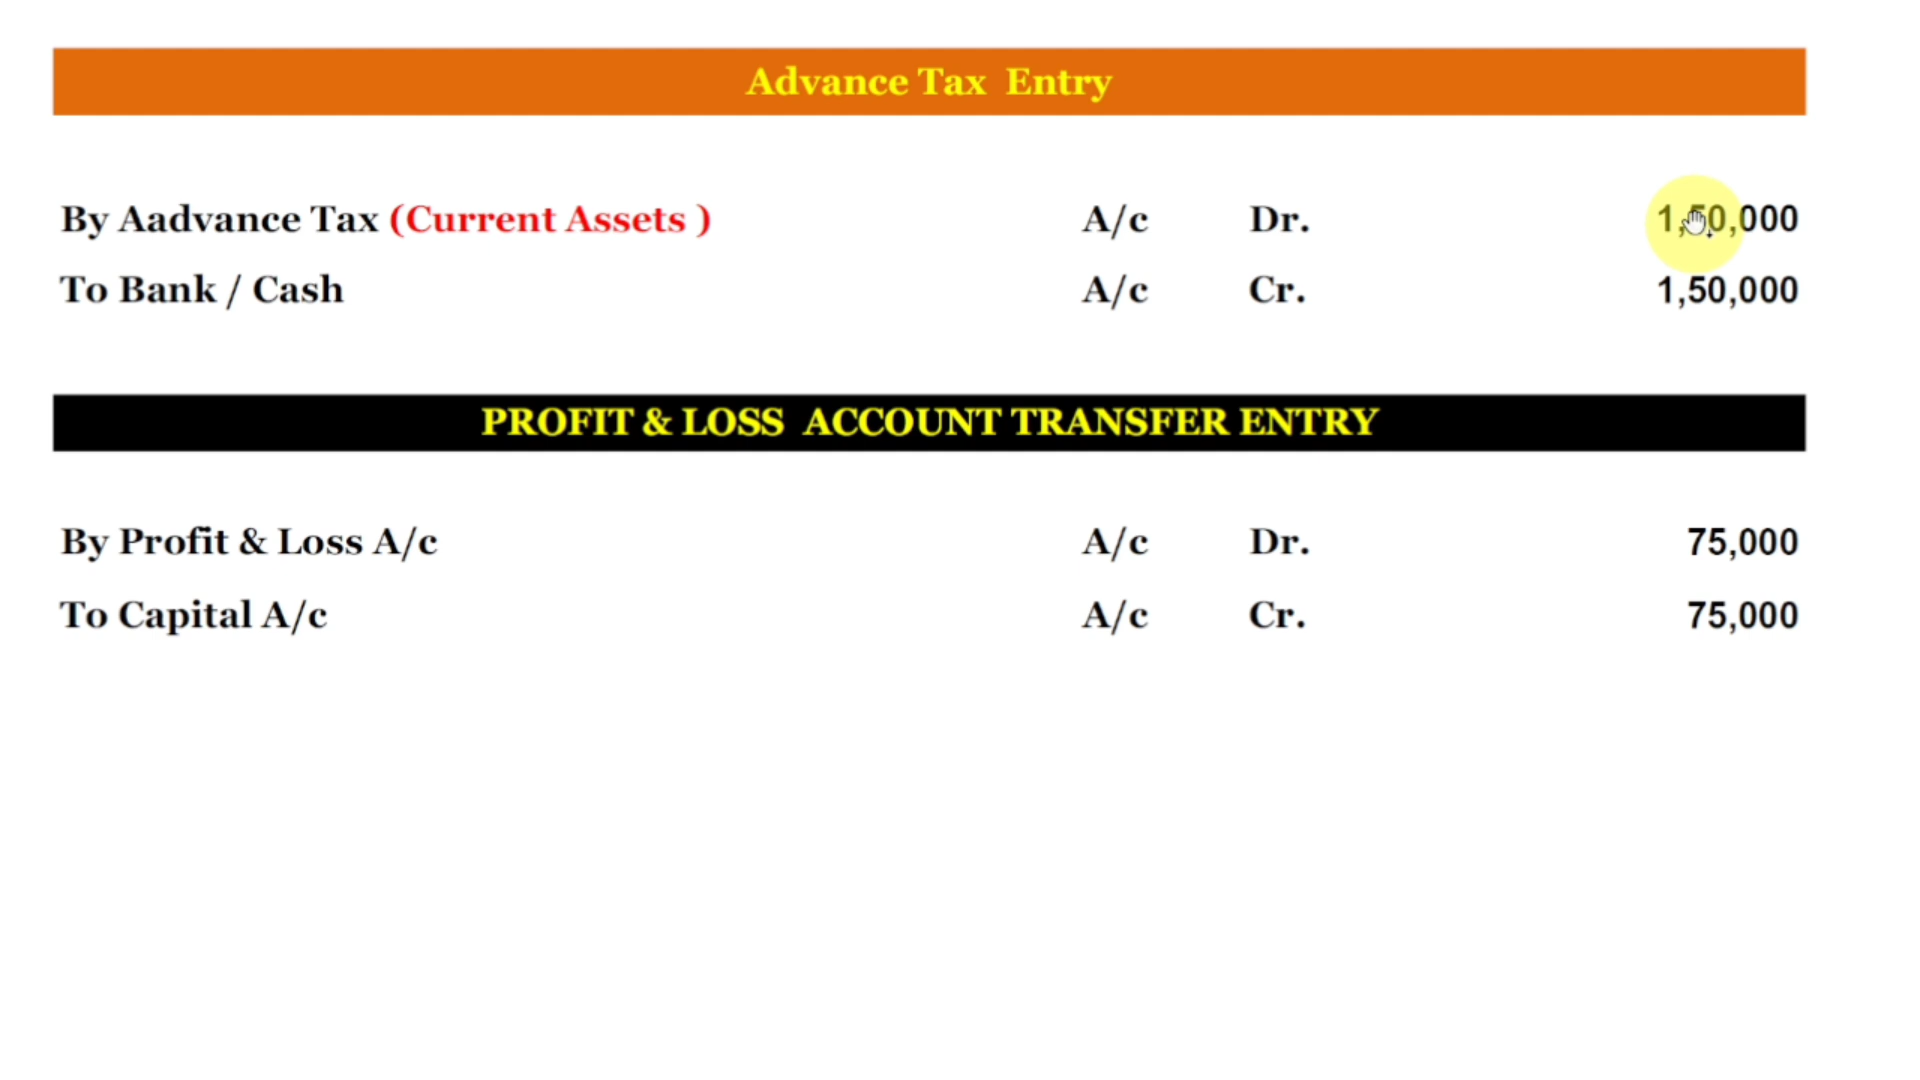 Advance Tax Entry
By Aadvance Tax (Current Assets ) A/c Dr. 1,50,000
To Bank / Cash A/c Cr. 1,50,000
PROFIT & LOSS ACCOUNT TRANSFER ENTRY
By Profit & Loss A/c A/c Dr. 75,000
To Capital A/c A/c Cr. 75,000